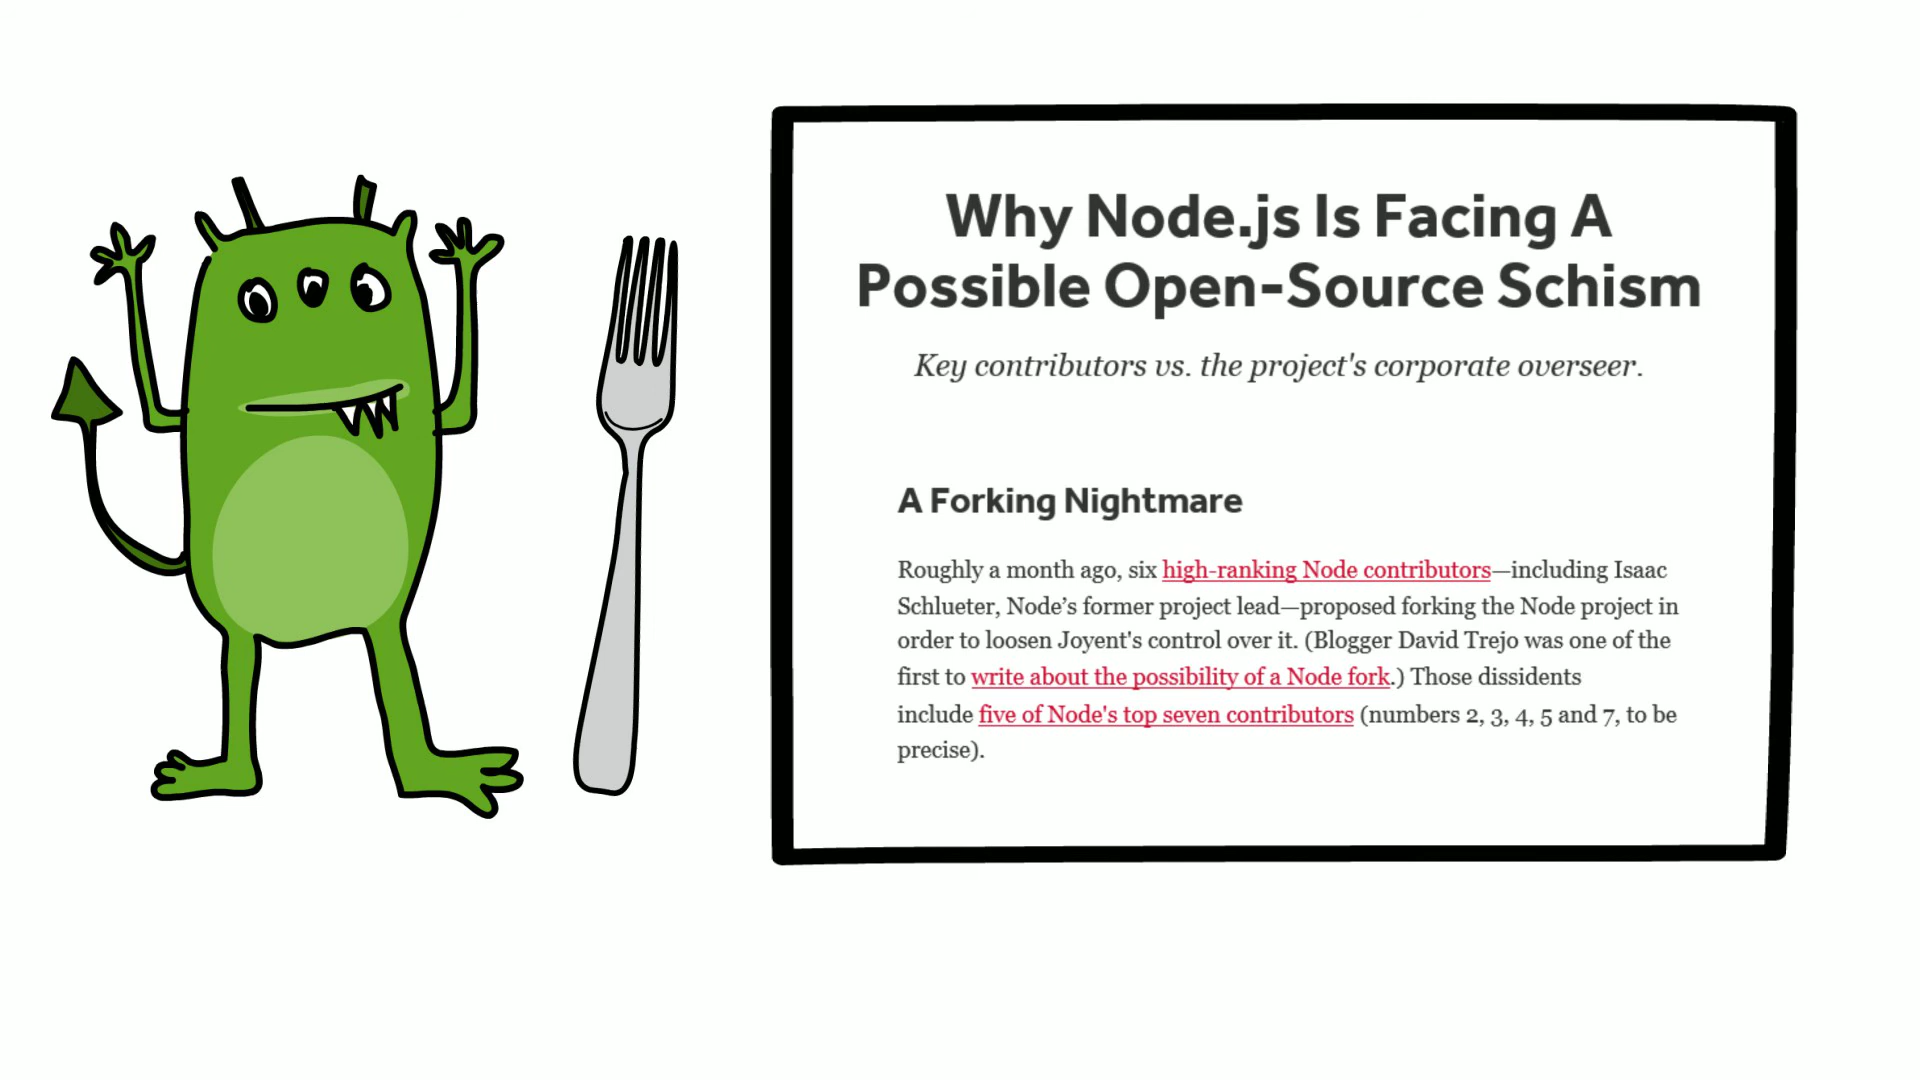 Why Node.js Is Facing A
Possible Open-Source Schism
Key contributors vs. the project's corporate overseer.
A Forking Nightmare
Roughly a month ago, six high-ranking Node contributors—including Isaac
Schlueter, Node’s former project lead—proposed forking the Node project in
order to loosen Joyent's control over it. (Blogger David Trejo was one of the
first to write about the possibility of a Node fork.) Those dissidents
include five of Node's top seven contributors (numbers 2, 3, 4, 5 and 7, to be
precise).